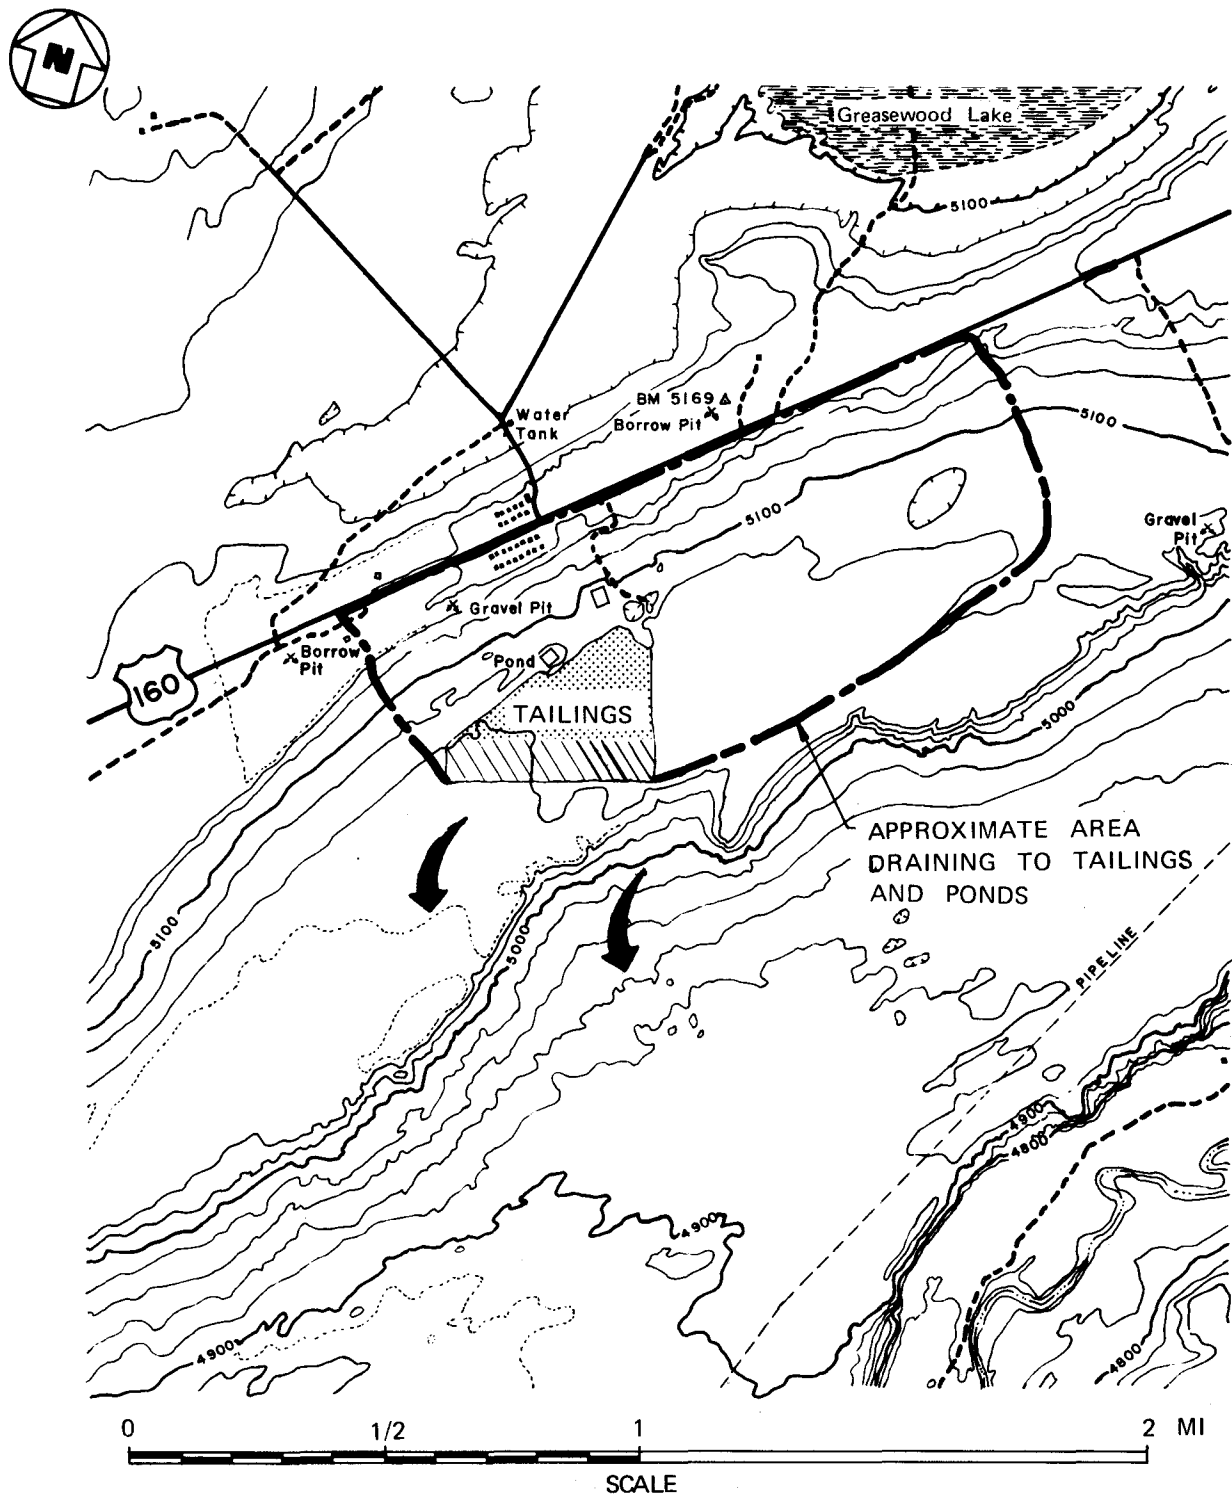 N
Greasewood Lake
5100
BM 5169
Borrow Pit
Water
Tank
5100
5100
Gravel
Pit
Gravel Pit
Borrow
Pit
Pond
160
TAILINGS
5000
APPROXIMATE AREA
DRAINING TO TAILINGS
AND PONDS
5100
5000
PIPELINE
4900
4800
4900
4900
4800
0 1/2 1 2 MI
SCALE